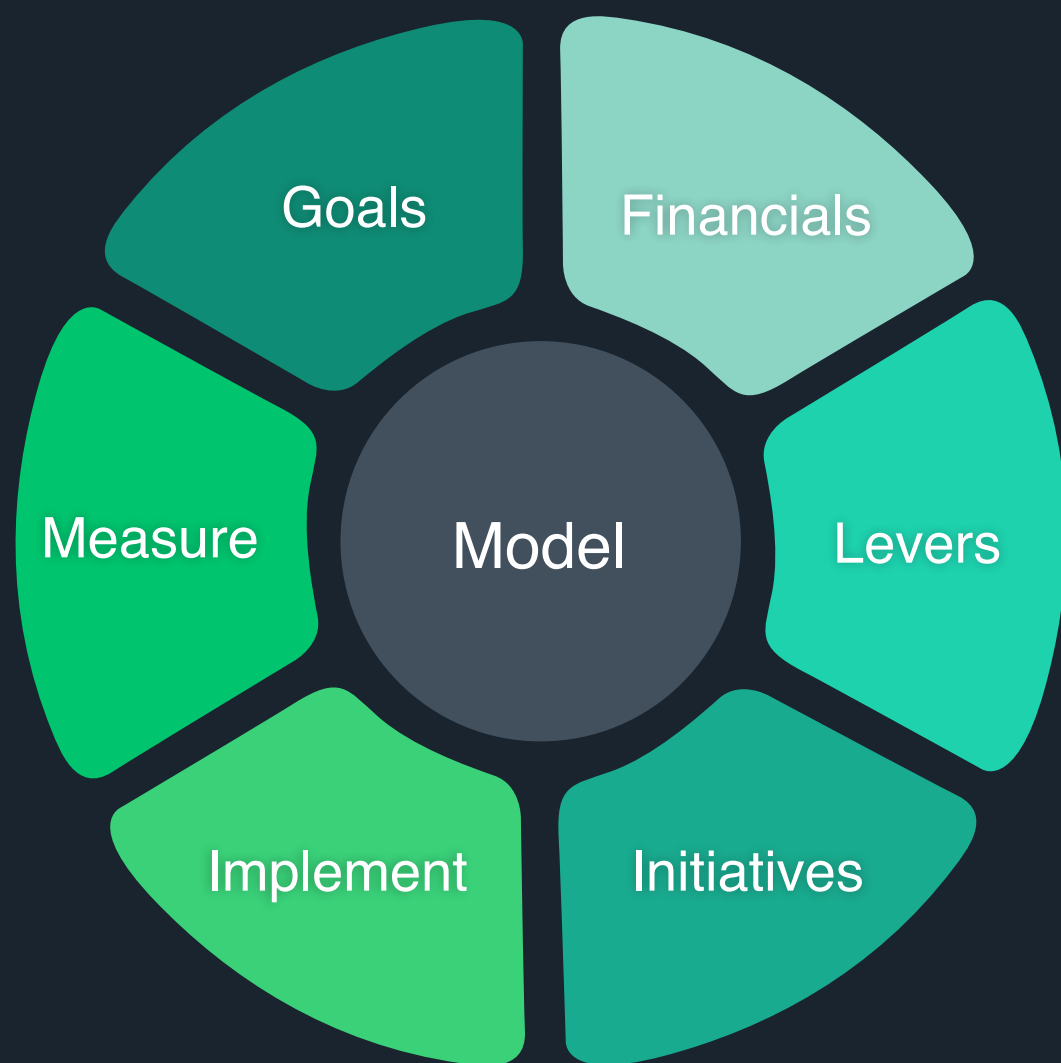 Goals
Financials
Measure
Model
Levers
Implement
Initiatives